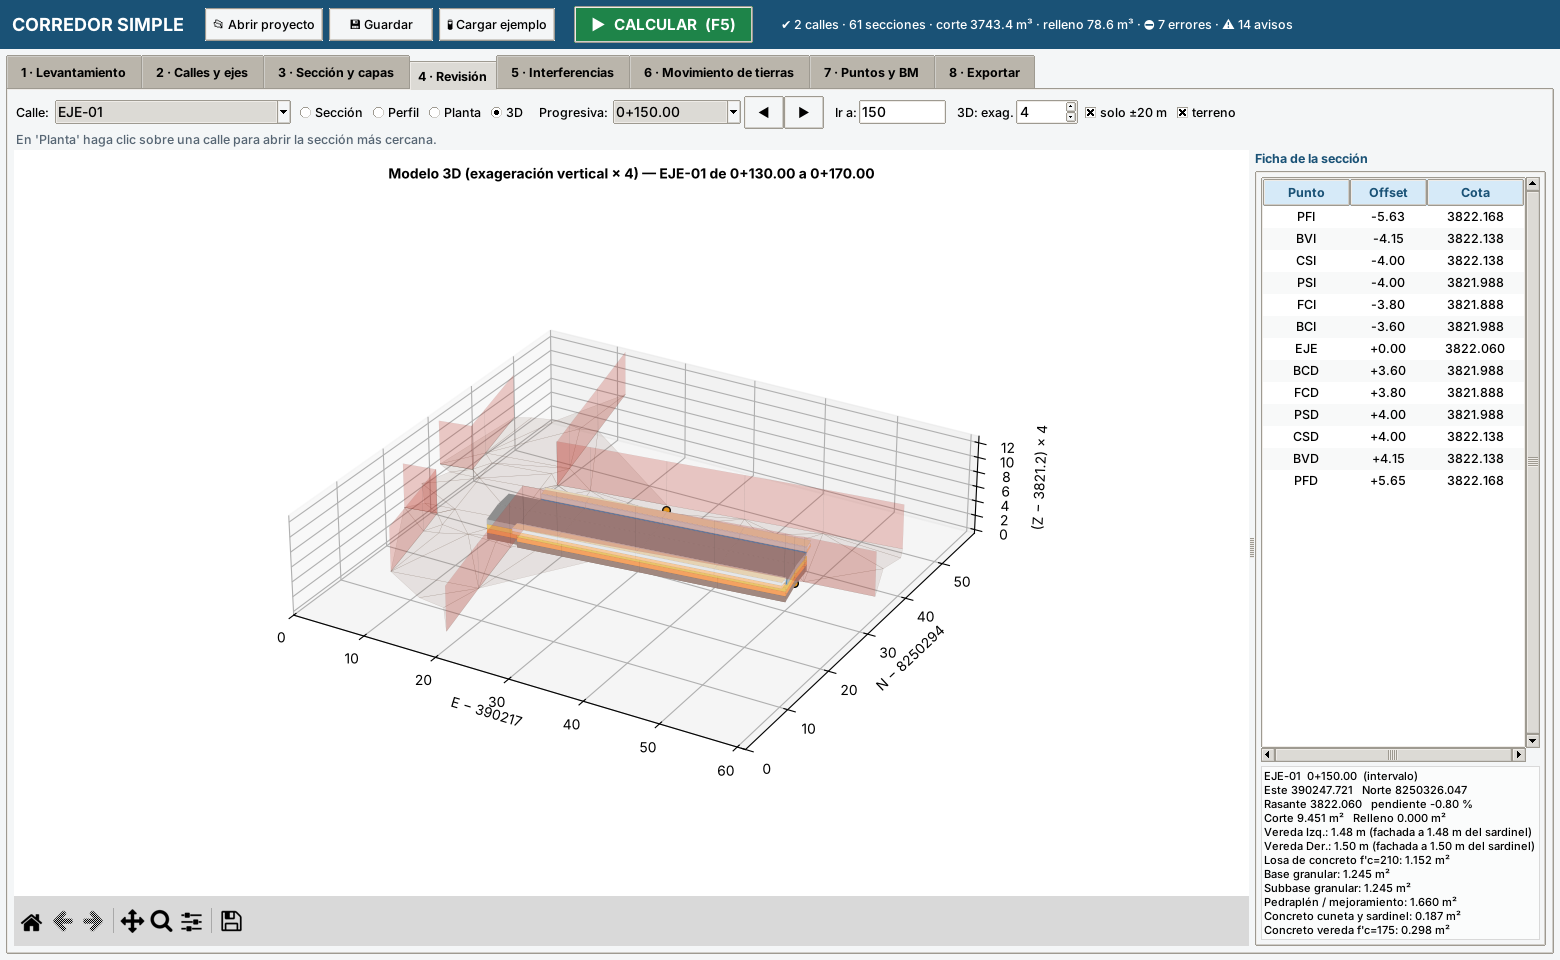 CORREDOR SIMPLE
Abrir proyecto
Guardar
Cargar ejemplo
▶ CALCULAR (F5)
✔ 2 calles · 61 secciones · corte 3743.4 m³ · relleno 78.6 m³ · ⛔ 7 errores · ⚠ 14 avisos
1 · Levantamiento
2 · Calles y ejes
3 · Sección y capas
4 · Revisión
5 · Interferencias
6 · Movimiento de tierras
7 · Puntos y BM
8 · Exportar
Calle: EJE-01 Sección Perfil Planta 3D Progresiva: 0+150.00 ◀ ▶ Ir a: 150 3D: exag. 4 solo ±20 m terreno
En 'Planta' haga clic sobre una calle para abrir la sección más cercana.
Modelo 3D (exageración vertical × 4) — EJE-01 de 0+130.00 a 0+170.00
12
10
8
6
4
2
0
(Z − 3821.2) × 4
50
40
30
20
10
0
N − 8250294
0
10
20
30
40
50
60
E − 390217
Ficha de la sección
Punto Offset Cota
PFI -5.63 3822.168
BVI -4.15 3822.138
CSI -4.00 3822.138
PSI -4.00 3821.988
FCI -3.80 3821.888
BCI -3.60 3821.988
EJE +0.00 3822.060
BCD +3.60 3821.988
FCD +3.80 3821.888
PSD +4.00 3821.988
CSD +4.00 3822.138
BVD +4.15 3822.138
PFD +5.65 3822.168
EJE-01 0+150.00 (intervalo)
Este 390247.721 Norte 8250326.047
Rasante 3822.060 pendiente -0.80 %
Corte 9.451 m² Relleno 0.000 m²
Vereda Izq.: 1.48 m (fachada a 1.48 m del sardinel)
Vereda Der.: 1.50 m (fachada a 1.50 m del sardinel)
Losa de concreto f'c=210: 1.152 m²
Base granular: 1.245 m²
Subbase granular: 1.245 m²
Pedraplén / mejoramiento: 1.660 m²
Concreto cuneta y sardinel: 0.187 m²
Concreto vereda f'c=175: 0.298 m²